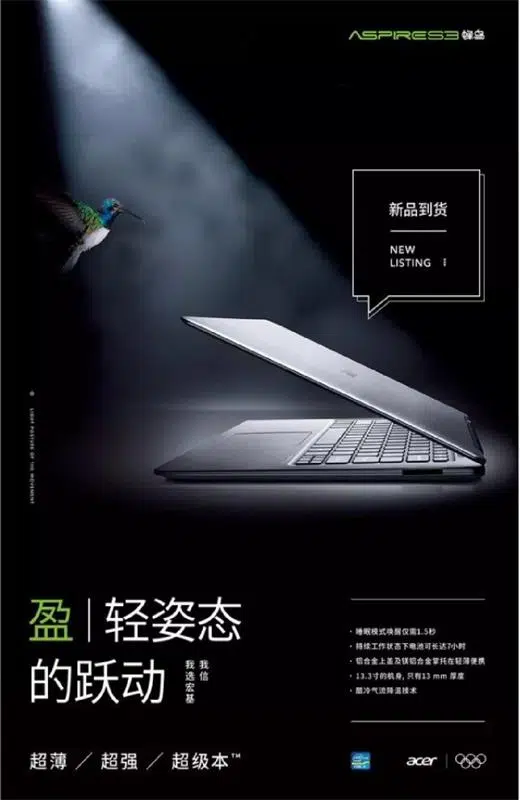 ASPIRES3 蜂鸟
新品到货
NEW
LISTING
LIGHT POSTURE OF THE MOVEMENT
盈 | 轻姿态
的跃动
我信
我选宏基
· 睡眠模式唤醒仅需1.5秒
· 持续工作状态下电池可长达7小时
· 铝合金上盖及镁铝合金掌托在轻薄便携
· 13.3寸的机身, 只有13 mm 厚度
· 酷冷气流降温技术
超薄 / 超强 / 超级本™
acer